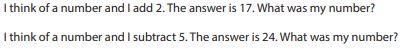 I think of a number and I add 2. The answer is 17. What was my number?
I think of a number and I subtract 5. The answer is 24. What was my number?